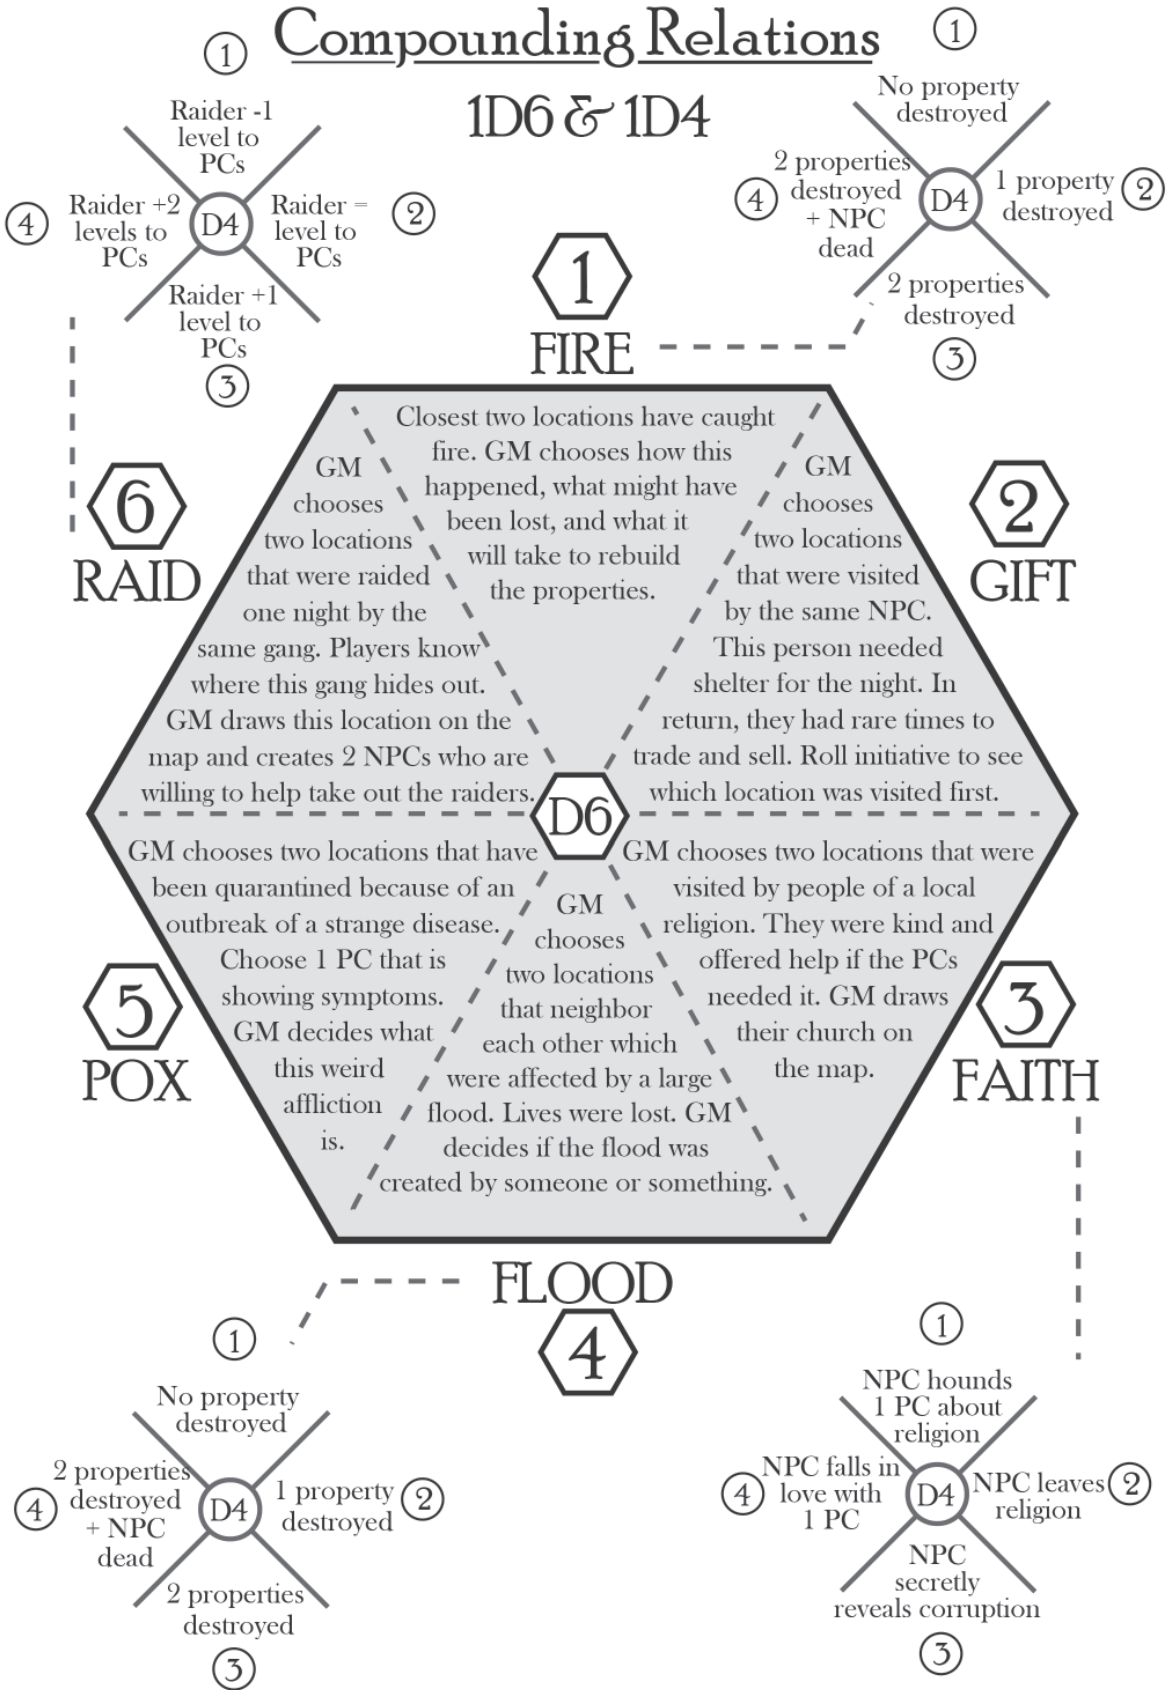 Compounding Relations
1D6 & 1D4
1
Raider -1
level to
PCs
4
Raider +2
levels to
PCs
D4
Raider =
level to
PCs
2
Raider +1
level to
PCs
3
1
No property
destroyed
4
2 properties
destroyed
+ NPC
dead
D4
1 property
destroyed
2
2 properties
destroyed
3
1
FIRE
Closest two locations have caught
fire. GM chooses how this
happened, what might have
been lost, and what it
will take to rebuild
the properties.
2
GIFT
GM
chooses
two locations
that were visited
by the same NPC.
This person needed
shelter for the night. In
return, they had rare times to
trade and sell. Roll initiative to see
which location was visited first.
6
RAID
GM
chooses
two locations
that were raided
one night by the
same gang. Players know
where this gang hides out.
GM draws this location on the
map and creates 2 NPCs who are
willing to help take out the raiders.
D6
5
POX
GM chooses two locations that have
been quarantined because of an
outbreak of a strange disease.
Choose 1 PC that is
showing symptoms.
GM decides what
this weird
affliction
is.
GM
chooses
two locations
that neighbor
each other which
were affected by a large
flood. Lives were lost. GM
decides if the flood was
created by someone or something.
FLOOD
4
GM chooses two locations that were
visited by people of a local
religion. They were kind and
offered help if the PCs
needed it. GM draws
their church on
the map.
3
FAITH
1
No property
destroyed
4
2 properties
destroyed
+ NPC
dead
D4
1 property
destroyed
2
2 properties
destroyed
3
1
NPC hounds
1 PC about
religion
4
NPC falls in
love with
1 PC
D4
NPC leaves
religion
2
NPC
secretly
reveals corruption
3